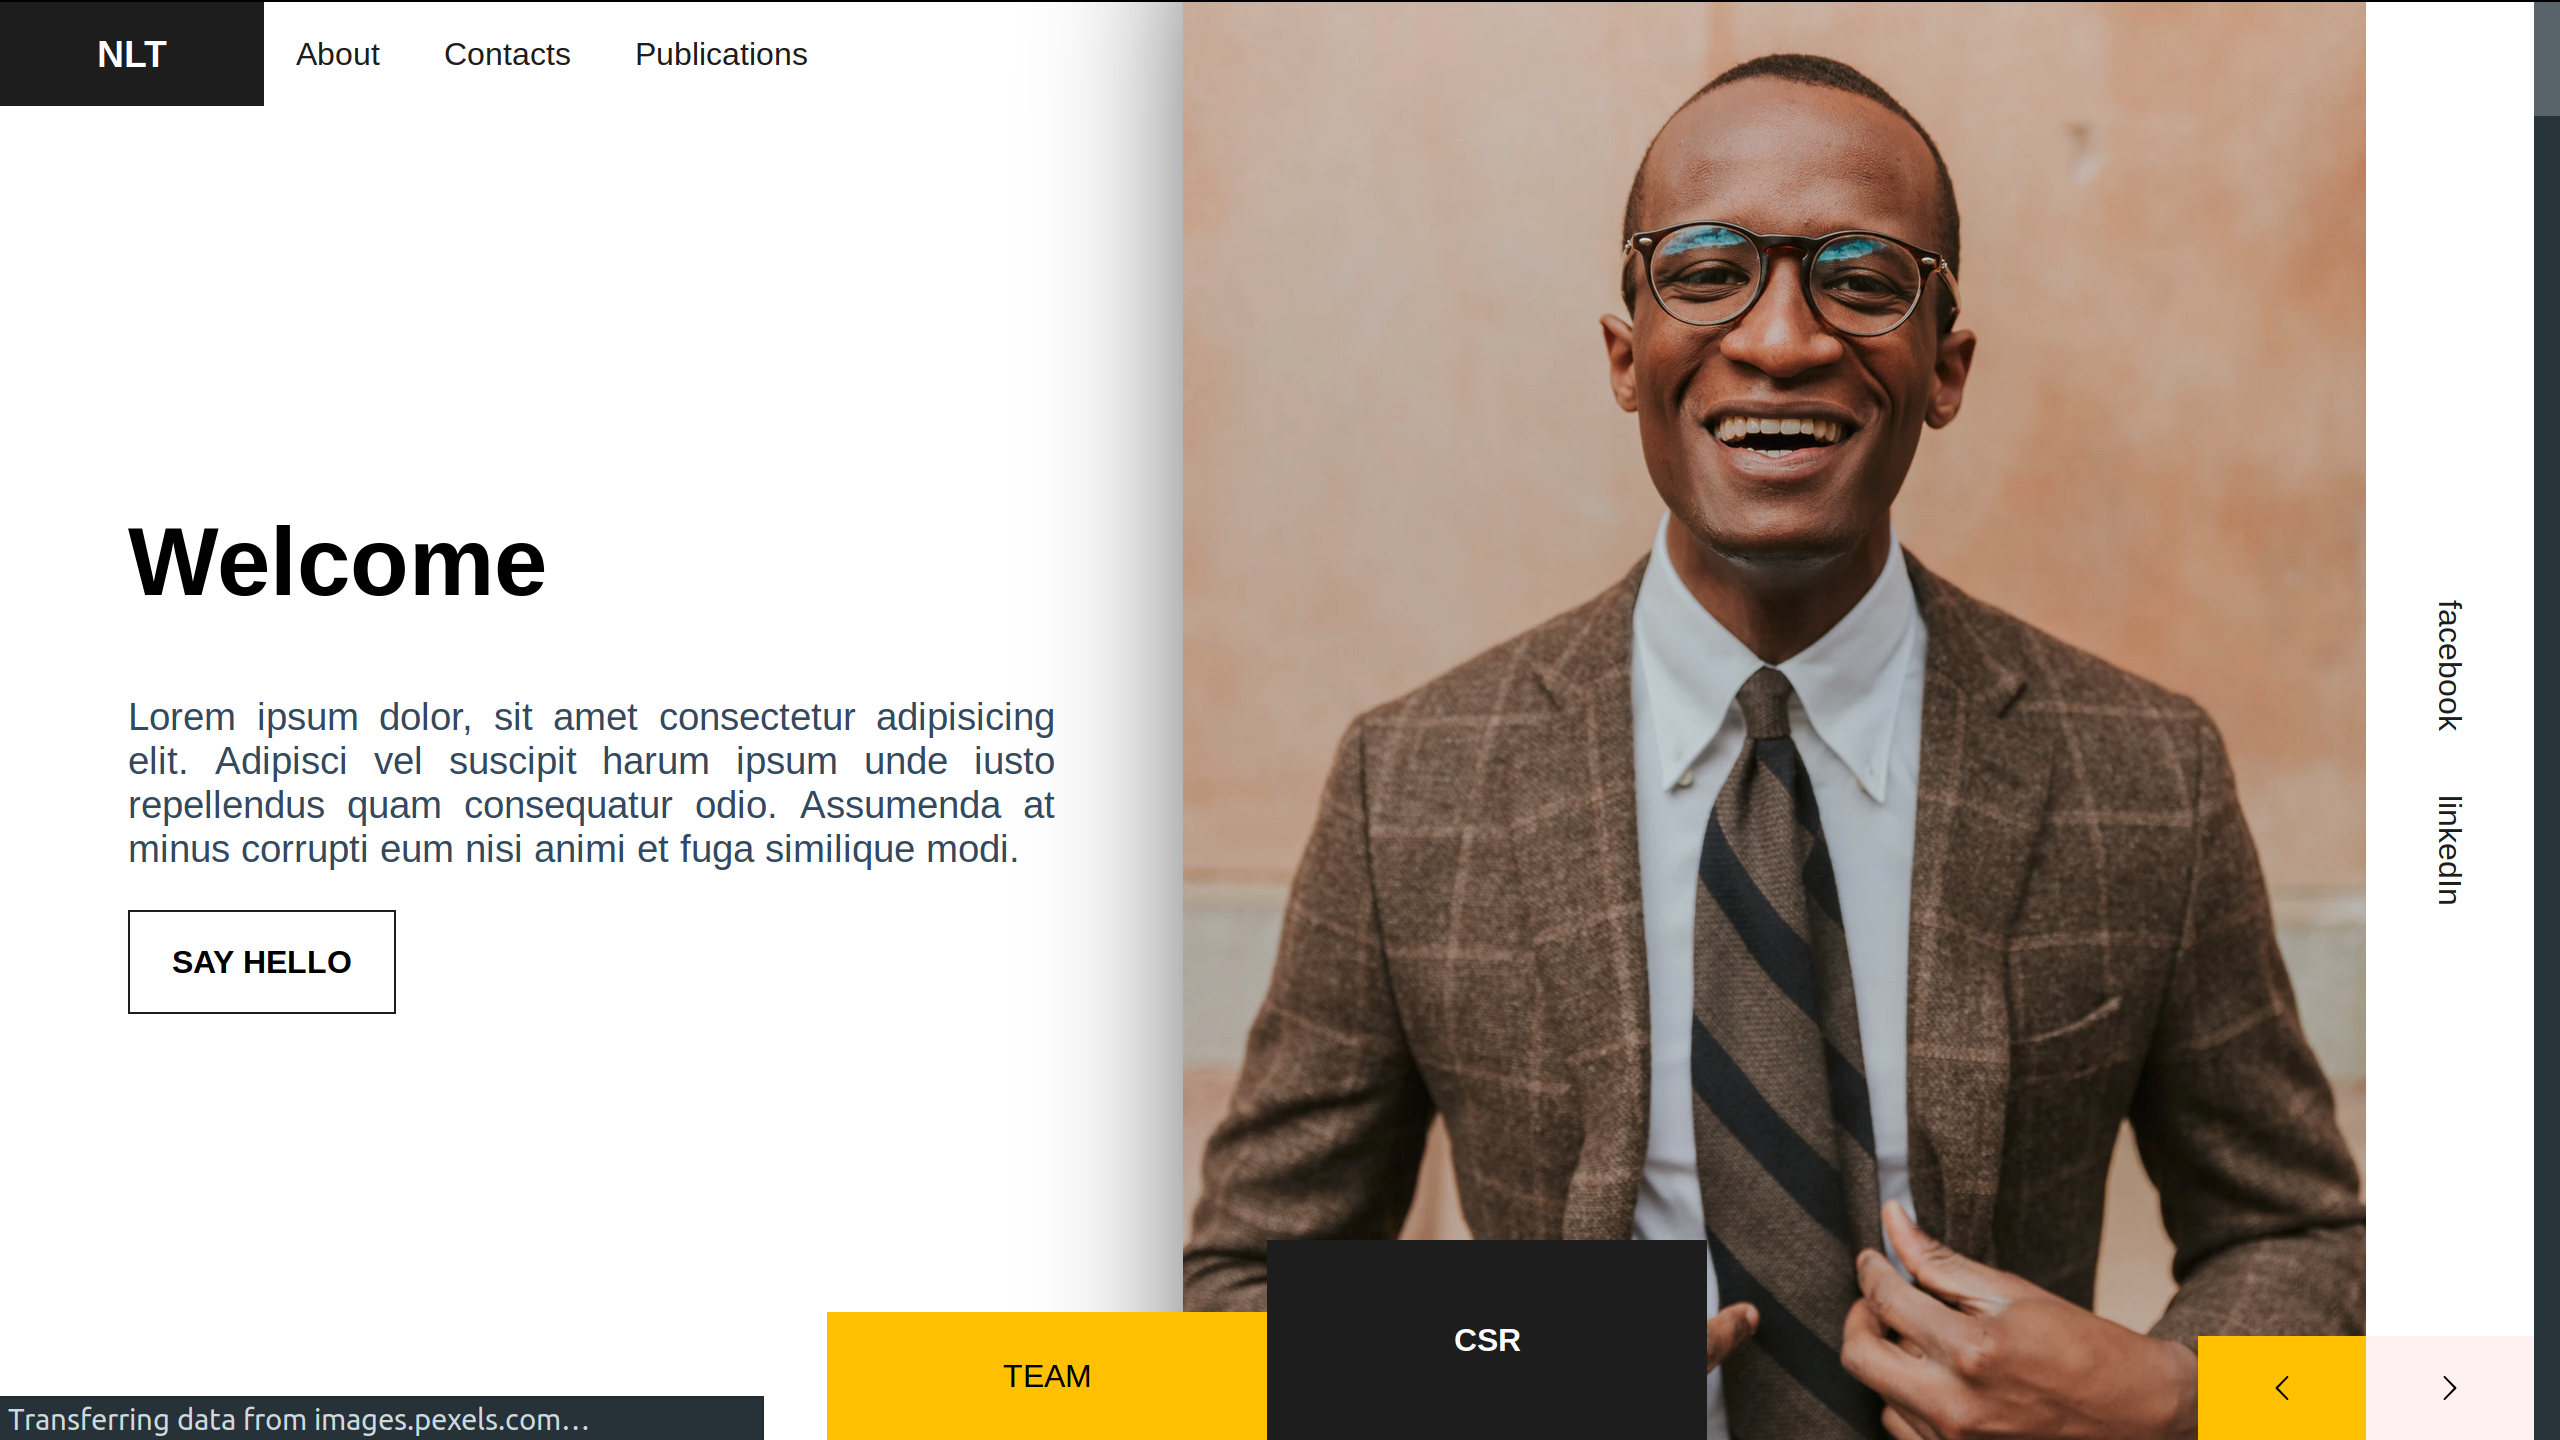 NLT
About
Contacts
Publications
Welcome
Lorem ipsum dolor, sit amet consectetur adipisicing
elit. Adipisci vel suscipit harum ipsum unde iusto
repellendus quam consequatur odio. Assumenda at
minus corrupti eum nisi animi et fuga similique modi.
SAY HELLO
facebook
linkedIn
TEAM
CSR
Transferring data from images.pexels.com…